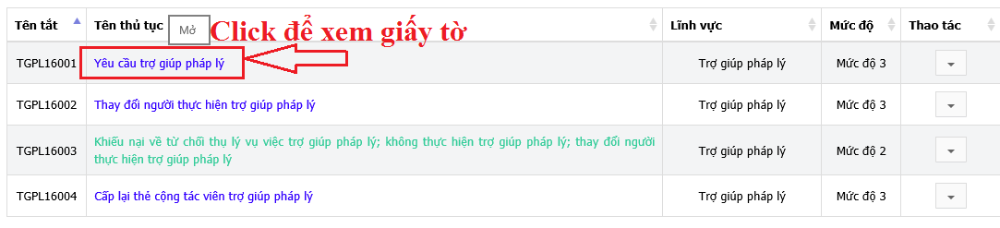 Tên tắt Tên thủ tục Mở Click để xem giấy tờ Lĩnh vực Mức độ Thao tác
TGPL16001 Yêu cầu trợ giúp pháp lý Trợ giúp pháp lý Mức độ 3
TGPL16002 Thay đổi người thực hiện trợ giúp pháp lý Trợ giúp pháp lý Mức độ 3
Khiếu nại về từ chối thụ lý vụ việc trợ giúp pháp lý; không thực hiện trợ giúp pháp lý; thay đổi người
TGPL16003 Trợ giúp pháp lý Mức độ 2
thực hiện trợ giúp pháp lý
TGPL16004 Cấp lại thẻ cộng tác viên trợ giúp pháp lý Trợ giúp pháp lý Mức độ 3